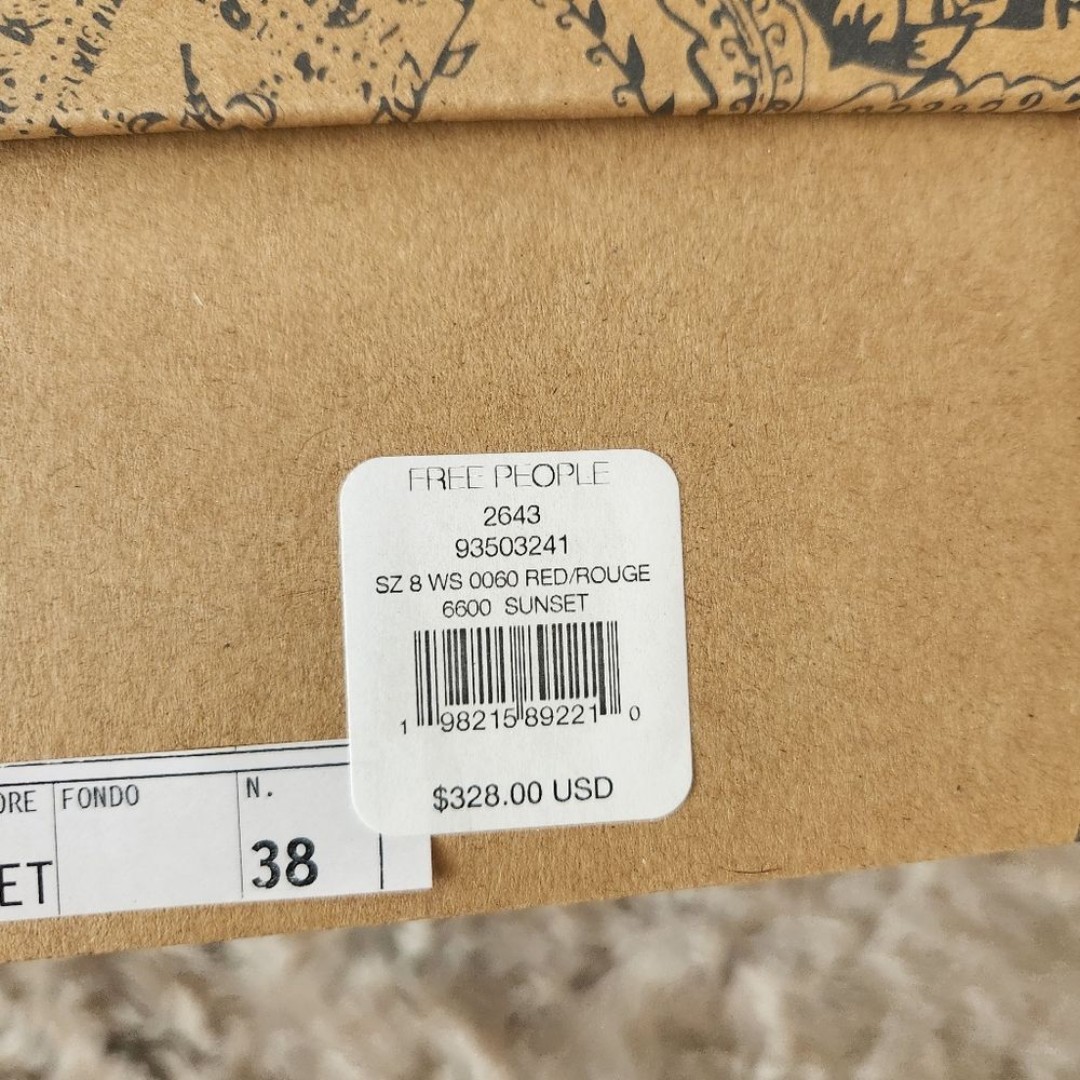 FREE PEOPLE
2643
93503241
SZ 8 WS 0060 RED/ROUGE
6600 SUNSET
1 98215 89221 0
$328.00 USD
ORE FONDO N.
ET 38